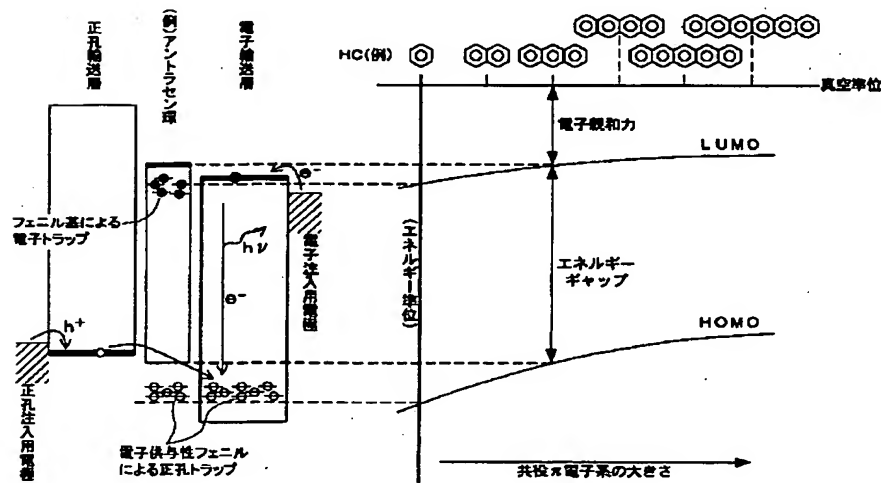 正孔輸送層
(例)アントラセン環
電子輸送層
HC(例)
真空準位
電子親和力
LUMO
e-
フェニル基による
電子トラップ
hν
電子注入用電極
(エネルギー準位)
エネルギー
ギャップ
e-
HOMO
h+
正孔注入用電極
電子供与性フェニル
による正孔トラップ
共役π電子系の大きさ